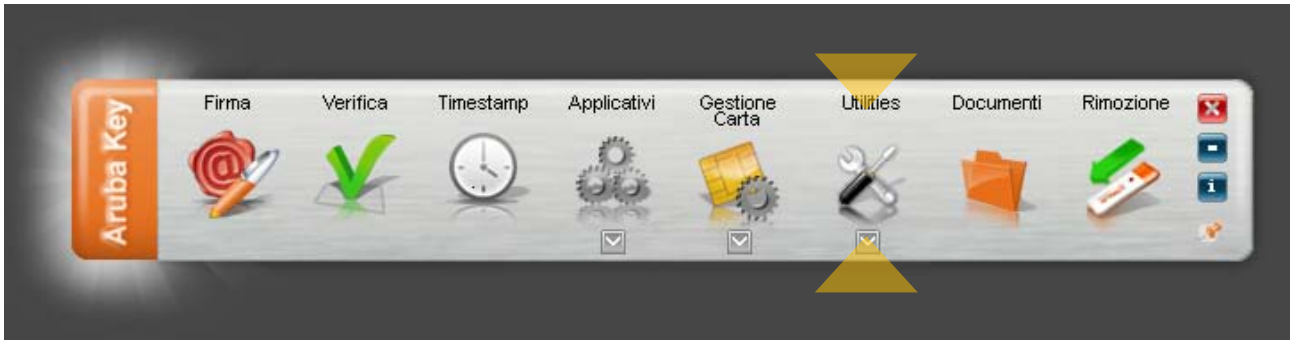 Aruba Key
Firma
Verifica
Timestamp
Applicativi
Gestione
Carta
Utilities
Documenti
Rimozione